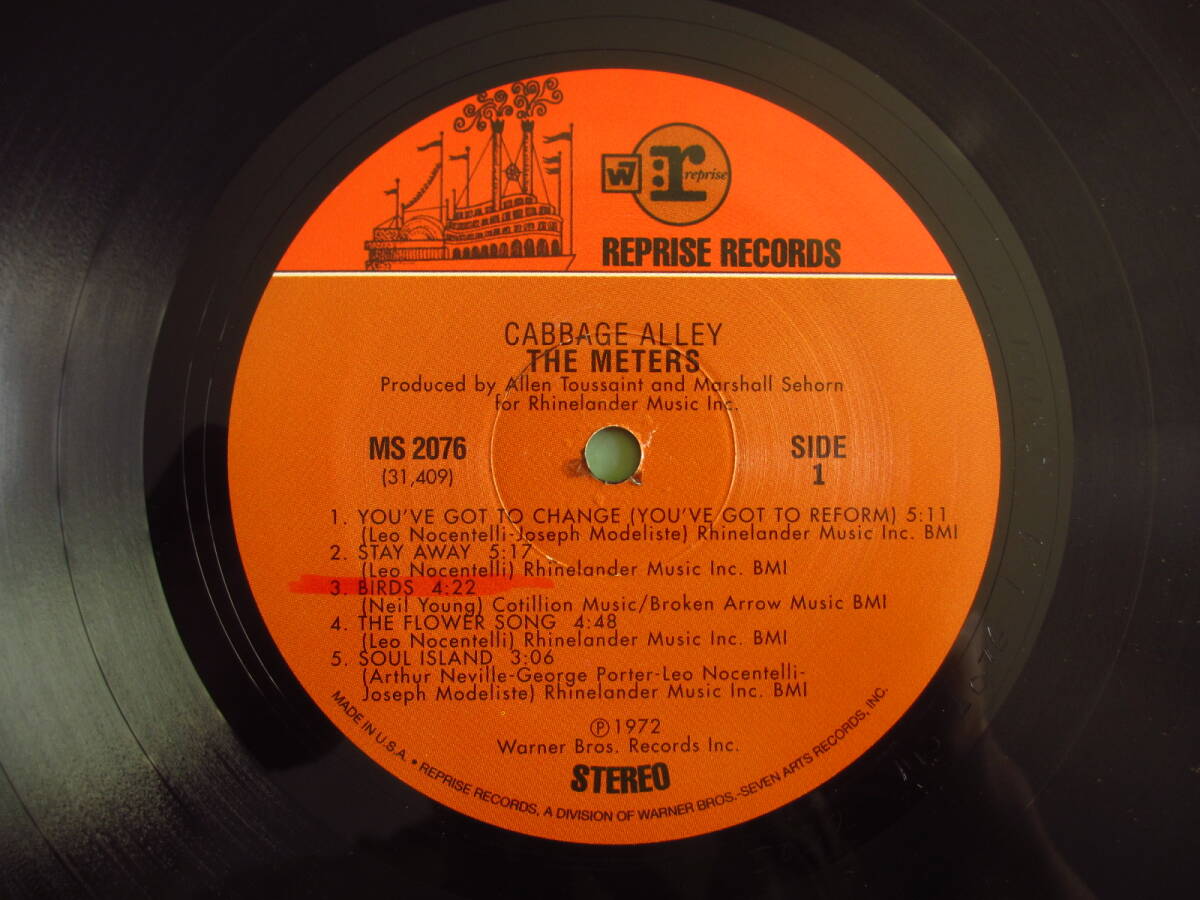 W7 r reprise
REPRISE RECORDS
CABBAGE ALLEY
THE METERS
Produced by Allen Toussaint and Marshall Sehorn
for Rhinelander Music Inc.
MS 2076
(31,409)
SIDE
1
1. YOU'VE GOT TO CHANGE (YOU'VE GOT TO REFORM) 5:11
(Leo Nocentelli-Joseph Modeliste) Rhinelander Music Inc. BMI
2. STAY AWAY 5:17
(Leo Nocentelli) Rhinelander Music Inc. BMI
3. BIRDS 4:22
(Neil Young) Cotillion Music/Broken Arrow Music BMI
4. THE FLOWER SONG 4:48
(Leo Nocentelli) Rhinelander Music Inc. BMI
5. SOUL ISLAND 3:06
(Arthur Neville-George Porter-Leo Nocentelli-
Joseph Modeliste) Rhinelander Music Inc. BMI
℗ 1972
Warner Bros. Records Inc.
STEREO
MADE IN U.S.A. • REPRISE RECORDS, A DIVISION OF WARNER BROS.-SEVEN ARTS RECORDS, INC.